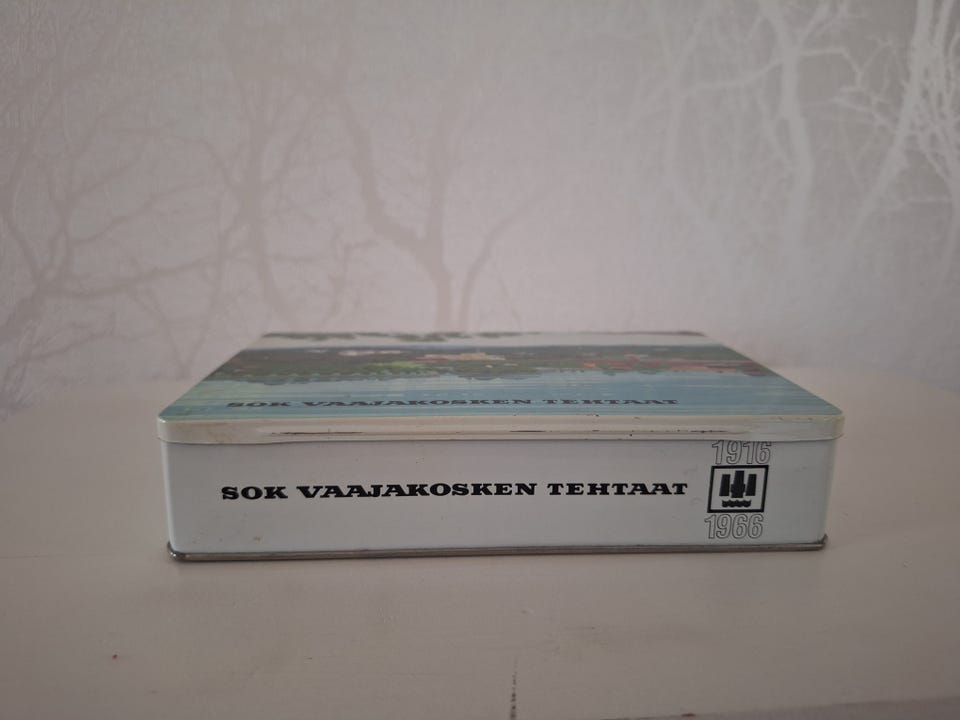 SOK VAAJAKOSKEN TEHTAAT
SOK VAAJAKOSKEN TEHTAAT
1916
1966